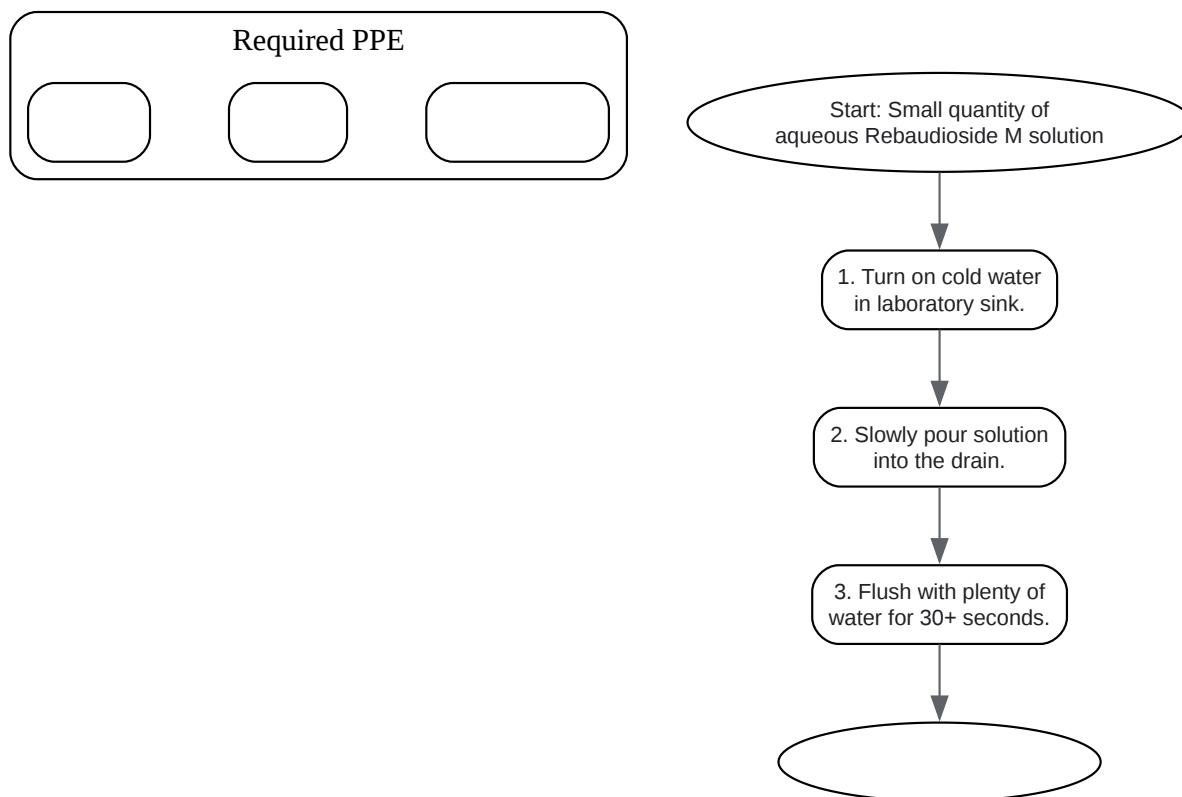 Required PPE
Start: Small quantity of
aqueous Rebaudioside M solution
1. Turn on cold water
in laboratory sink.
2. Slowly pour solution
into the drain.
3. Flush with plenty of
water for 30+ seconds.